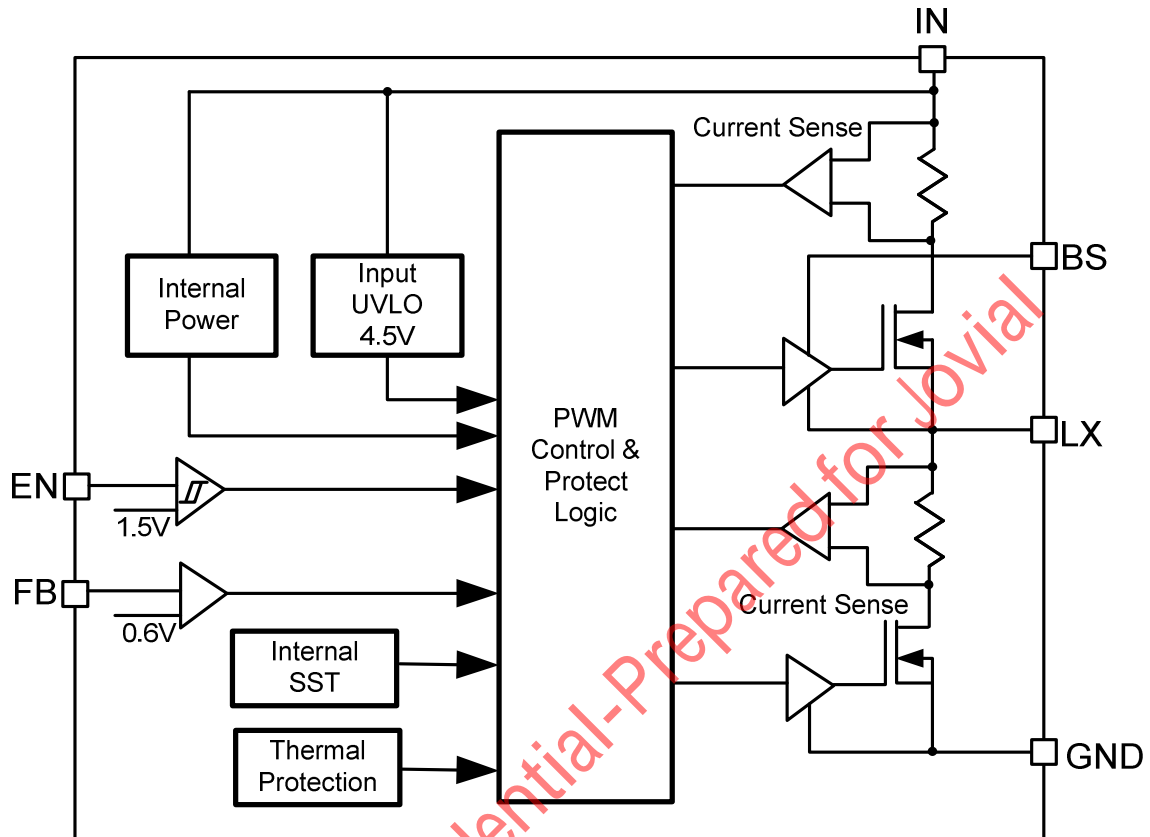 IN
Current Sense
BS
Internal
Power
Input
UVLO
4.5V
PWM
Control &
Protect
Logic
LX
EN
1.5V
FB
0.6V
Current Sense
Internal
SST
Thermal
Protection
GND
dential-Prepared for Jovial